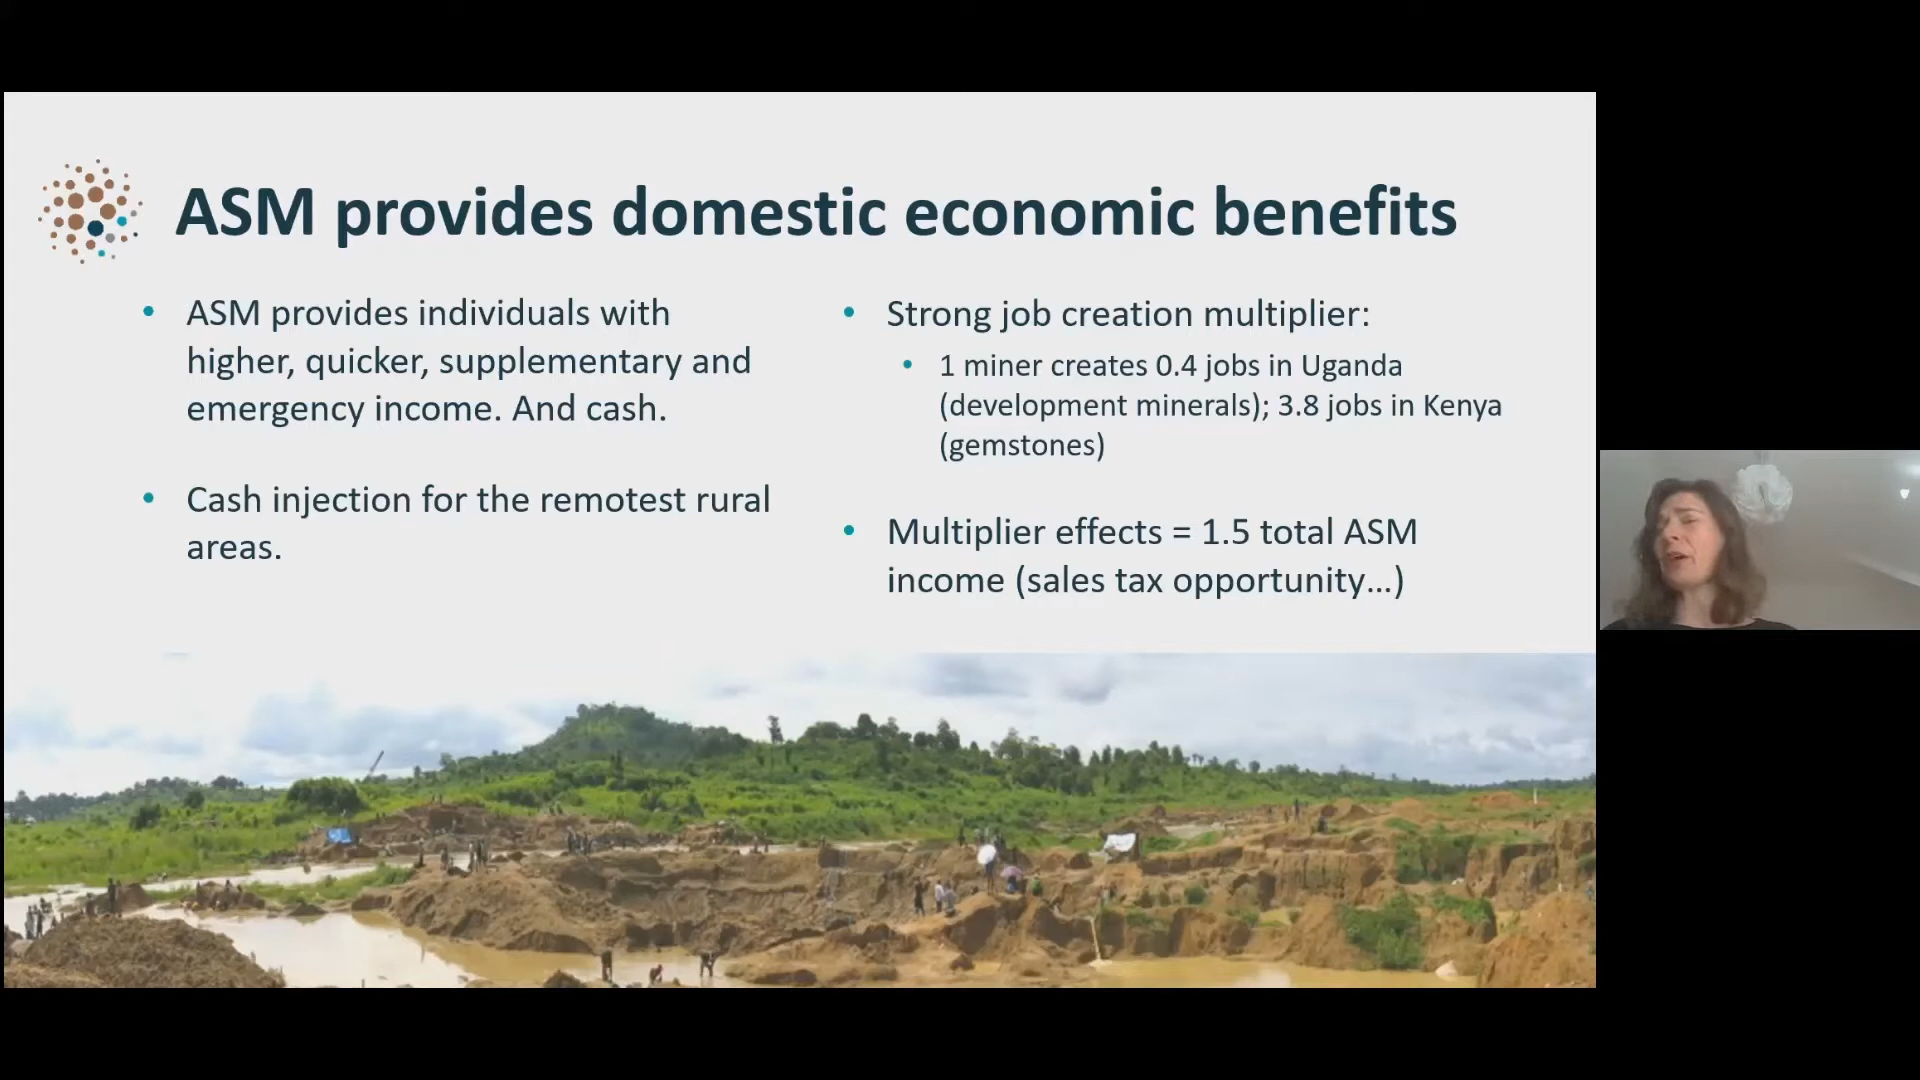 ASM provides domestic economic benefits
• ASM provides individuals with
higher, quicker, supplementary and
emergency income. And cash.
• Cash injection for the remotest rural
areas.
• Strong job creation multiplier:
• 1 miner creates 0.4 jobs in Uganda
(development minerals); 3.8 jobs in Kenya
(gemstones)
• Multiplier effects = 1.5 total ASM
income (sales tax opportunity…)